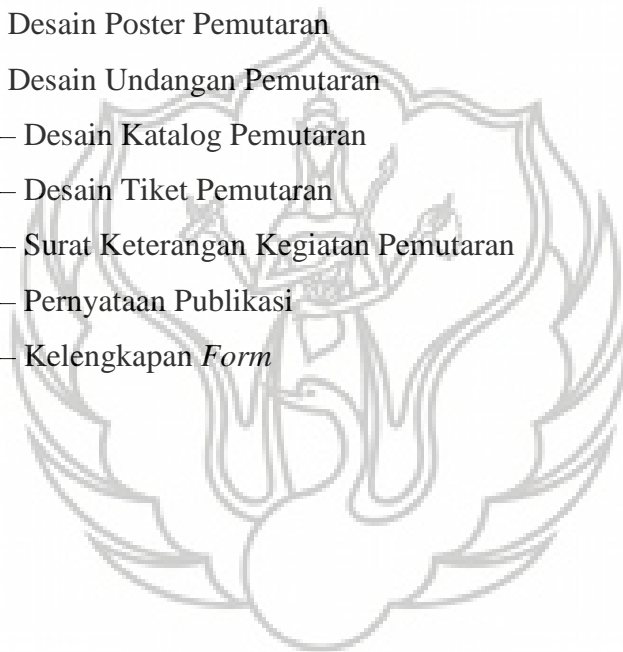 Desain Poster Pemutaran
Desain Undangan Pemutaran
– Desain Katalog Pemutaran
– Desain Tiket Pemutaran
– Surat Keterangan Kegiatan Pemutaran
– Pernyataan Publikasi
– Kelengkapan Form